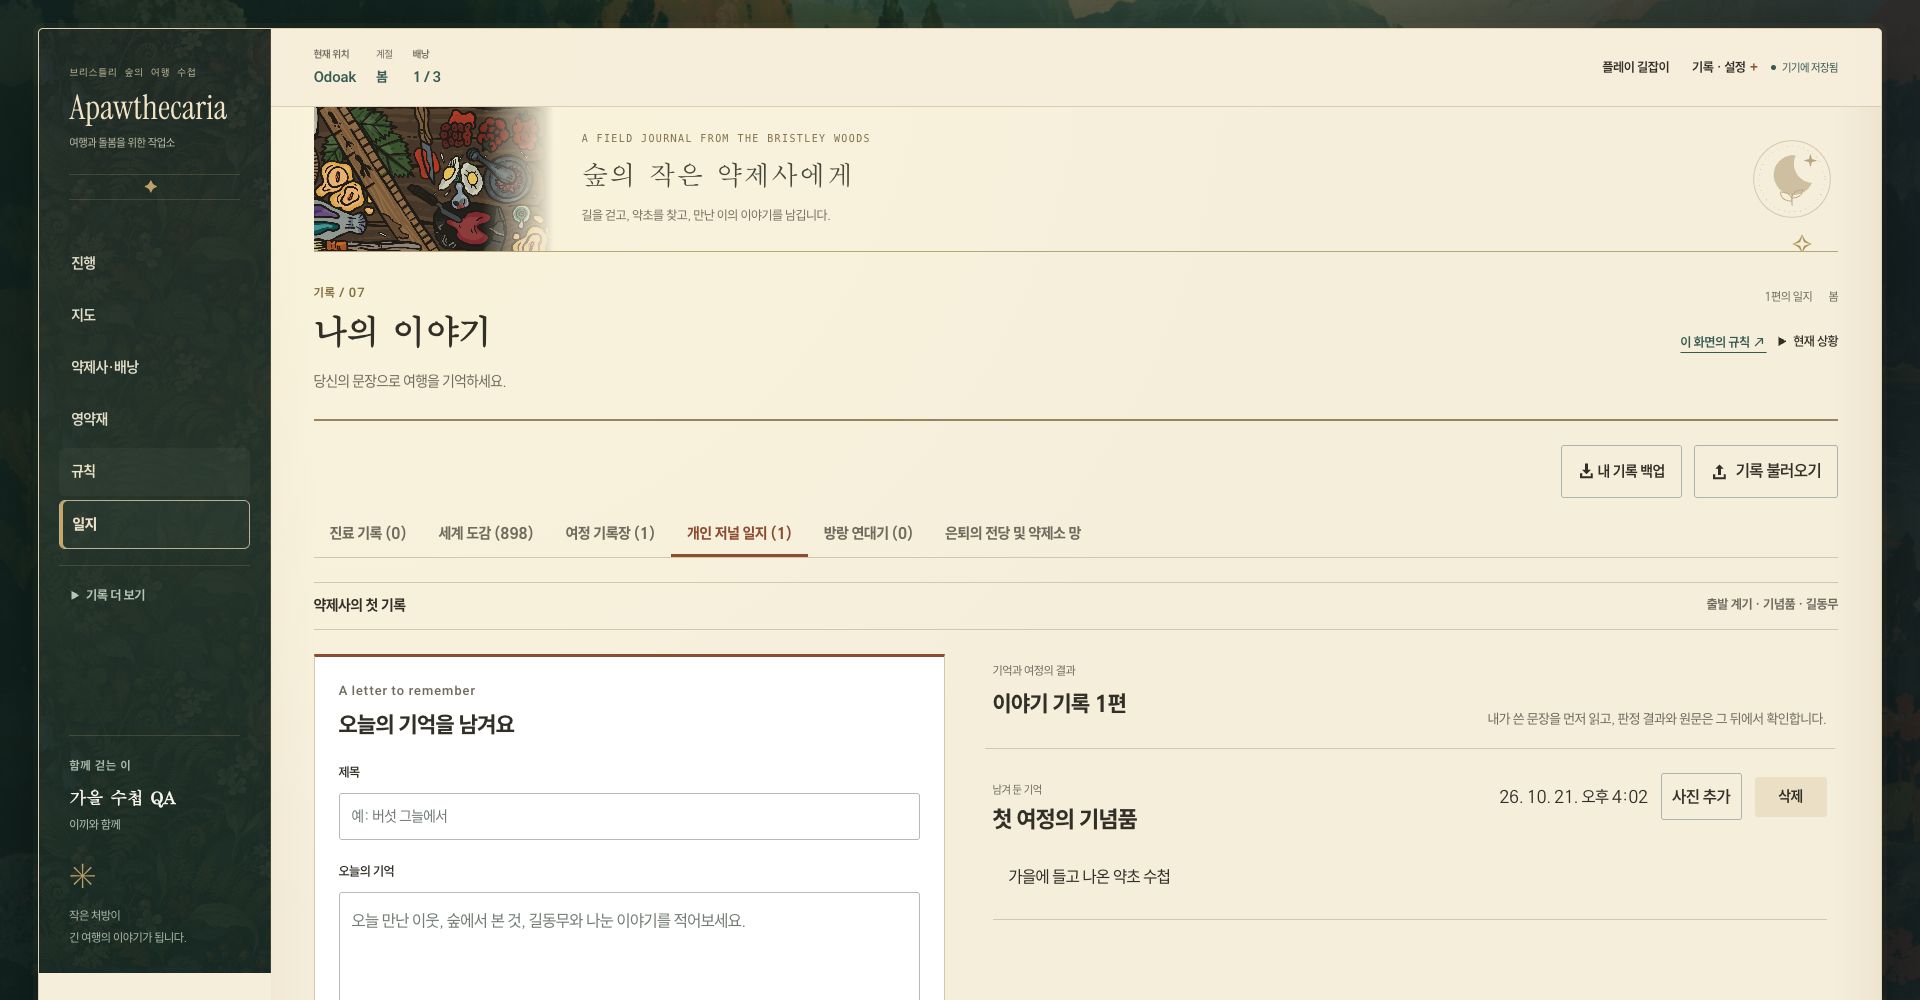 브리스틀리 숲의 여행 수첩
Apawthecaria
여행과 돌봄을 위한 작업소
진행
지도
약제사·배낭
영약재
규칙
일지
▶ 기록 더 보기
함께 걷는 이
가을 수첩 QA
이끼와 함께
작은 처방이
긴 여행의 이야기가 됩니다.
현재 위치 계절 배낭
Odoak 봄 1 / 3
플레이 길잡이 기록 · 설정 + • 기기에 저장됨
A FIELD JOURNAL FROM THE BRISTLEY WOODS
숲의 작은 약제사에게
길을 걷고, 약초를 찾고, 만난 이의 이야기를 남깁니다.
기록 / 07
나의 이야기
당신의 문장으로 여행을 기억하세요.
1편의 일지 봄
이 화면의 규칙 ↗ ▶ 현재 상황
내 기록 백업 기록 불러오기
진료 기록 (0) 세계 도감 (898) 여정 기록장 (1) 개인 저널 일지 (1) 방랑 연대기 (0) 은퇴의 전당 및 약제소 망
약제사의 첫 기록 출발 계기 · 기념품 · 길동무
A letter to remember
오늘의 기억을 남겨요
제목
예: 버섯 그늘에서
오늘의 기억
오늘 만난 이웃, 숲에서 본 것, 길동무와 나눈 이야기를 적어보세요.
기억과 여정의 결과
이야기 기록 1편
내가 쓴 문장을 먼저 읽고, 판정 결과와 원문은 그 뒤에서 확인합니다.
남겨 둔 기억
첫 여정의 기념품
26. 10. 21. 오후 4:02 사진 추가 삭제
가을에 들고 나온 약초 수첩